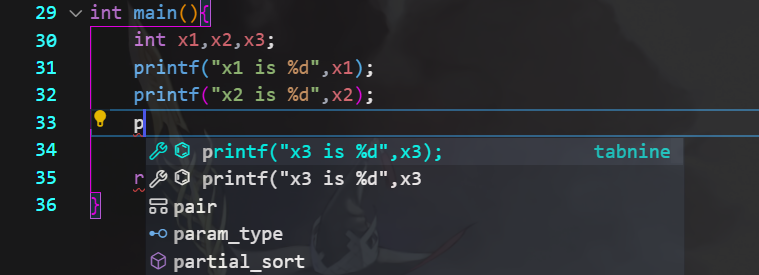 29 int main(){
30 int x1,x2,x3;
31 printf("x1 is %d",x1);
32 printf("x2 is %d",x2);
33 p
34 printf("x3 is %d",x3); tabnine
35 r printf("x3 is %d",x3
36 } pair
param_type
partial_sort